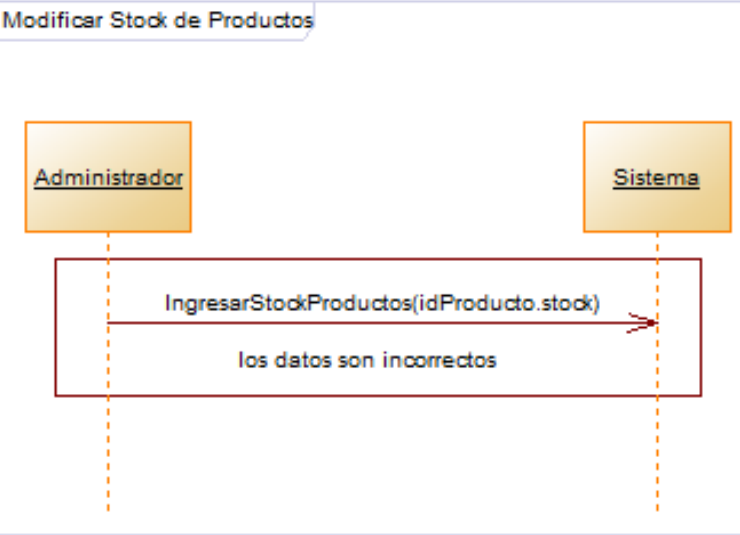 Modificar Stock de Productos
Administrador
Sistema
IngresarStockProductos(idProducto.stock)
los datos son incorrectos